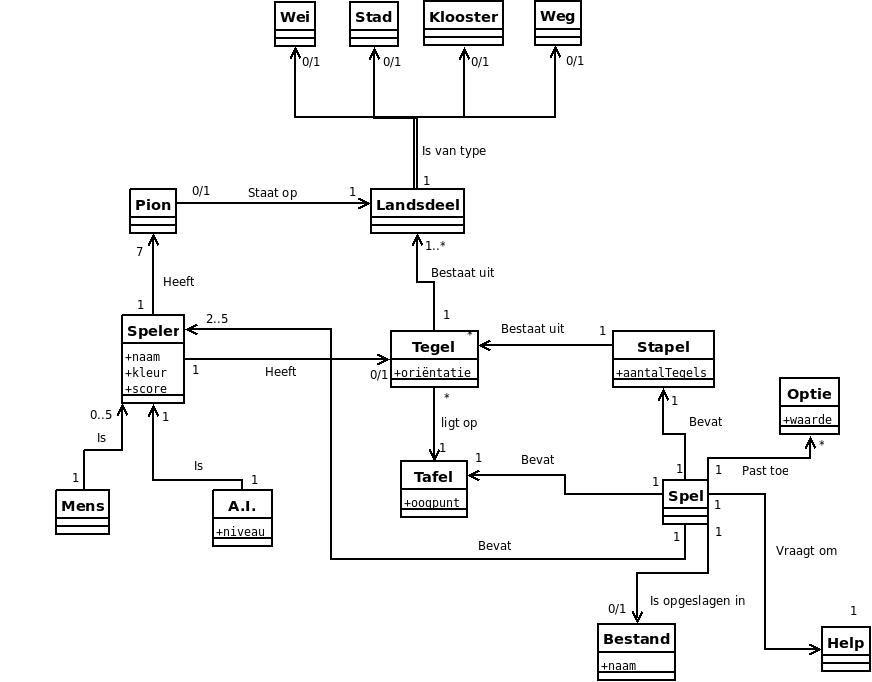 Wei Stad Klooster Weg
0/1 0/1 0/1 0/1
Is van type
1
0/1 Staat op 1
Pion Landsdeel
7 1..*
Bestaat uit
Heeft
1 1
2..5 Bestaat uit 1
Speler Tegel * Stapel
+naam
+kleur +oriëntatie +aantalTegels
+score
1 Heeft 0/1
Optie
+waarde
0..5 1 * 1
ligt op Bevat
Is 1 *
Is 1 Bevat 1 1 Past toe
1 1 1
Tafel
+oogpunt
Mens A.I. Spel 1
+niveau
1 1
Bevat Vraagt om
0/1 Is opgeslagen in 1
Bestand Help
+naam